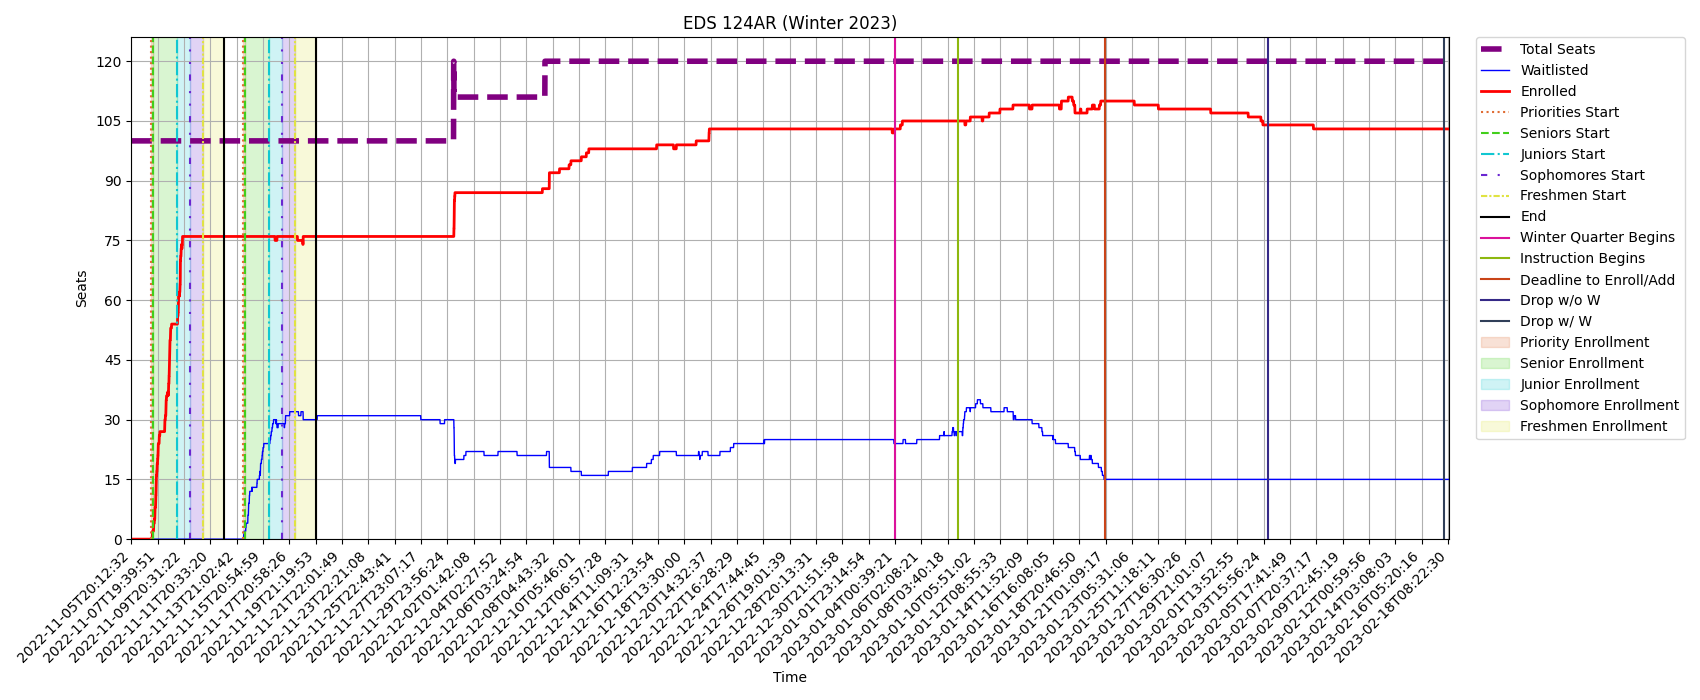 EDS 124AR (Winter 2023)
Seats
120
105
90
75
60
45
30
15
0
2022-11-05T20:12:32
2022-11-07T19:39:51
2022-11-09T20:31:22
2022-11-11T20:33:20
2022-11-13T21:02:42
2022-11-15T20:54:59
2022-11-17T20:58:26
2022-11-19T21:19:53
2022-11-21T22:01:49
2022-11-23T22:21:08
2022-11-25T22:43:41
2022-11-27T23:07:17
2022-11-29T23:56:24
2022-12-02T01:42:08
2022-12-04T02:27:52
2022-12-06T03:24:54
2022-12-08T04:43:32
2022-12-10T05:46:01
2022-12-12T06:57:28
2022-12-14T11:09:31
2022-12-16T12:23:54
2022-12-18T13:30:00
2022-12-20T14:32:37
2022-12-22T16:28:29
2022-12-24T17:44:45
2022-12-26T19:01:39
2022-12-28T20:13:31
2022-12-30T21:51:58
2023-01-01T23:14:54
2023-01-04T00:39:21
2023-01-06T02:08:21
2023-01-08T03:40:18
2023-01-10T05:51:02
2023-01-12T08:55:33
2023-01-14T11:52:09
2023-01-16T16:08:05
2023-01-18T20:46:50
2023-01-21T01:09:17
2023-01-23T05:31:06
2023-01-25T11:18:11
2023-01-27T16:30:26
2023-01-29T21:01:07
2023-02-01T13:52:55
2023-02-03T15:56:24
2023-02-05T17:41:49
2023-02-07T20:37:17
2023-02-09T22:45:19
2023-02-12T00:59:56
2023-02-14T03:08:03
2023-02-16T05:20:16
2023-02-18T08:22:30
Time
Total Seats
Waitlisted
Enrolled
Priorities Start
Seniors Start
Juniors Start
Sophomores Start
Freshmen Start
End
Winter Quarter Begins
Instruction Begins
Deadline to Enroll/Add
Drop w/o W
Drop w/ W
Priority Enrollment
Senior Enrollment
Junior Enrollment
Sophomore Enrollment
Freshmen Enrollment